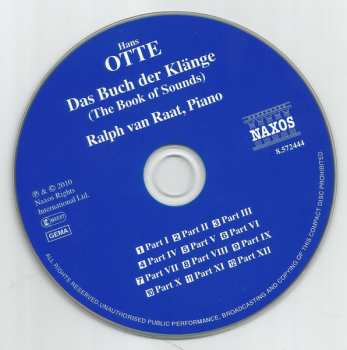 Hans
OTTE
Das Buch der Klänge
(The Book of Sounds)
Ralph van Raat, Piano
NAXOS
8.572444
℗ & © 2010
Naxos Rights
International Ltd.
GEMA
1 Part I 2 Part II 3 Part III
4 Part IV 5 Part V 6 Part VI
7 Part VII 8 Part VIII 9 Part IX
10 Part X 11 Part XI 12 Part XII
ALL RIGHTS RESERVED. UNAUTHORISED PUBLIC PERFORMANCE, BROADCASTING AND COPYING OF THIS COMPACT DISC PROHIBITED.